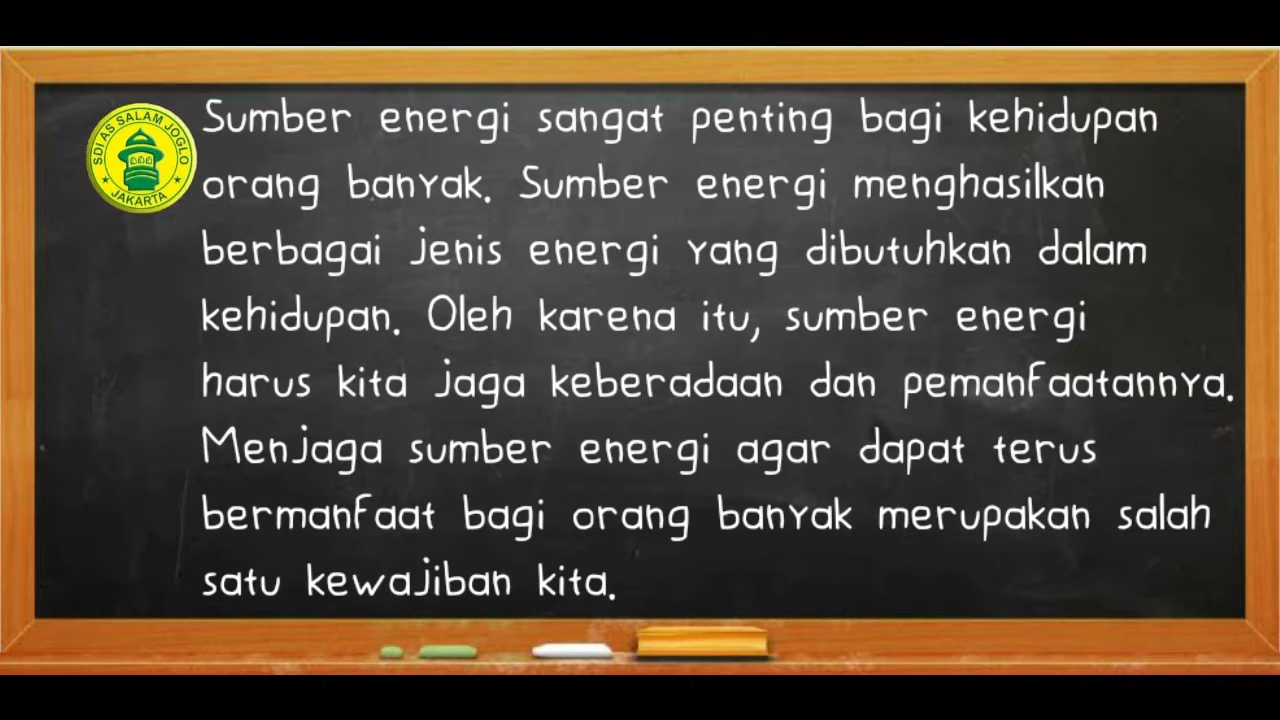 SDI AS SALAM JOGLO
JAKARTA
Sumber energi sangat penting bagi kehidupan
orang banyak. Sumber energi menghasilkan
berbagai jenis energi yang dibutuhkan dalam
kehidupan. Oleh karena itu, sumber energi
harus kita jaga keberadaan dan pemanfaatannya.
Menjaga sumber energi agar dapat terus
bermanfaat bagi orang banyak merupakan salah
satu kewajiban kita.